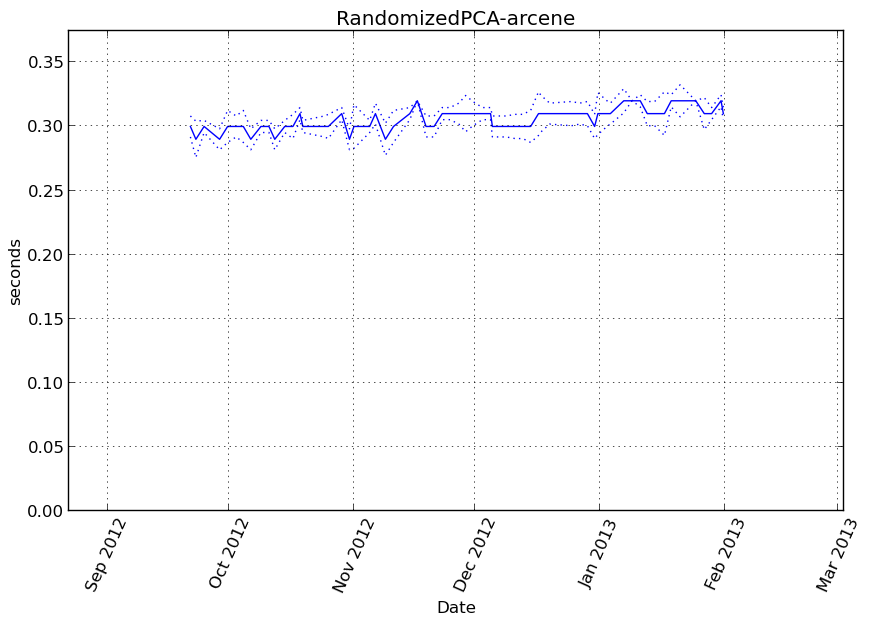 RandomizedPCA-arcene
0.35
0.30
0.25
0.20
0.15
0.10
0.05
0.00
seconds
Sep 2012
Oct 2012
Nov 2012
Dec 2012
Jan 2013
Feb 2013
Mar 2013
Date